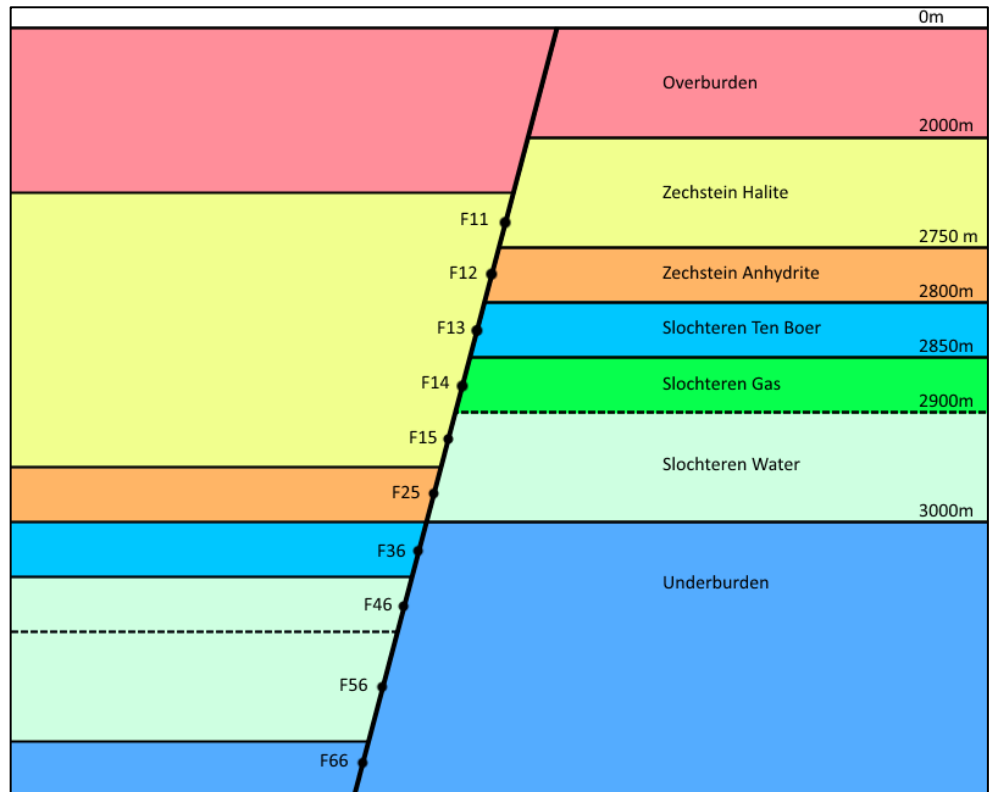 0m
Overburden
2000m
Zechstein Halite
F11
2750 m
F12
Zechstein Anhydrite
2800m
F13
Slochteren Ten Boer
2850m
F14
Slochteren Gas
2900m
F15
Slochteren Water
F25
3000m
F36
Underburden
F46
F56
F66